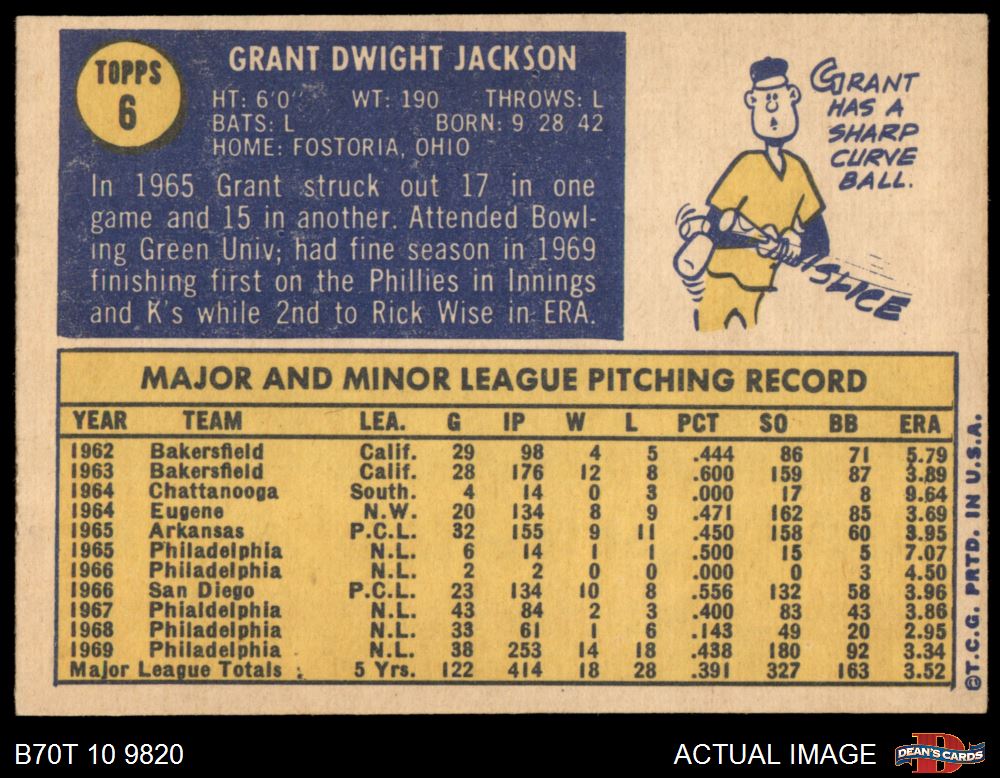 TOPPS
6
GRANT DWIGHT JACKSON
HT: 6'0" WT: 190 THROWS: L
BATS: L BORN: 9 28 42
HOME: FOSTORIA, OHIO
In 1965 Grant struck out 17 in one
game and 15 in another. Attended Bowl-
ing Green Univ; had fine season in 1969
finishing first on the Phillies in Innings
and K's while 2nd to Rick Wise in ERA.
GRANT
HAS A
SHARP
CURVE
BALL.
SLICE
MAJOR AND MINOR LEAGUE PITCHING RECORD
YEAR TEAM LEA. G IP W L PCT SO BB ERA
1962 Bakersfield Calif. 29 98 4 5 .444 86 71 5.79
1963 Bakersfield Calif. 28 176 12 8 .600 159 87 3.89
1964 Chattanooga South. 4 14 0 3 .000 17 8 9.64
1964 Eugene N.W. 20 134 8 9 .471 162 85 3.69
1965 Arkansas P.C.L. 32 155 9 11 .450 158 60 3.95
1965 Philadelphia N.L. 6 14 1 1 .500 15 5 7.07
1966 Philadelphia N.L. 2 2 0 0 .000 0 3 4.50
1966 San Diego P.C.L. 23 134 10 8 .556 132 58 3.96
1967 Phialdelphia N.L. 43 84 2 3 .400 83 43 3.86
1968 Philadelphia N.L. 33 61 1 6 .143 49 20 2.95
1969 Philadelphia N.L. 38 253 14 18 .438 180 92 3.34
Major League Totals 5 Yrs. 122 414 18 28 .391 327 163 3.52
©T.C.G. PRTD. IN U.S.A.
B70T 10 9820
ACTUAL IMAGE
DEAN'S CARDS